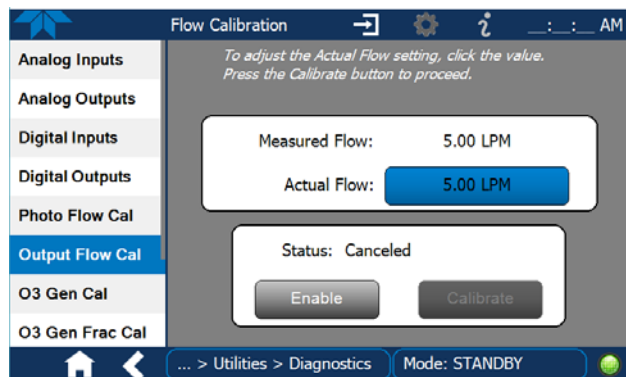 Flow Calibration
__:__ AM
Analog Inputs
Analog Outputs
Digital Inputs
Digital Outputs
Photo Flow Cal
Output Flow Cal
O3 Gen Cal
O3 Gen Frac Cal
To adjust the Actual Flow setting, click the value.
Press the Calibrate button to proceed.
Measured Flow: 5.00 LPM
Actual Flow: 5.00 LPM
Status: Canceled
Enable
Calibrate
... > Utilities > Diagnostics
Mode: STANDBY